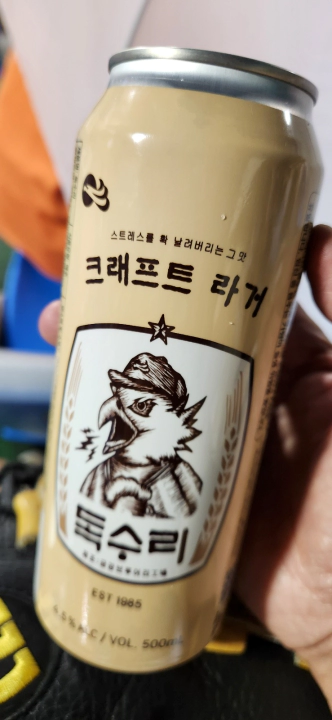 스트레스를 확 날려버리는 그 맛
크래프트 라거
독수리
EST 1985
4.5% ALC / VOL. 500mL